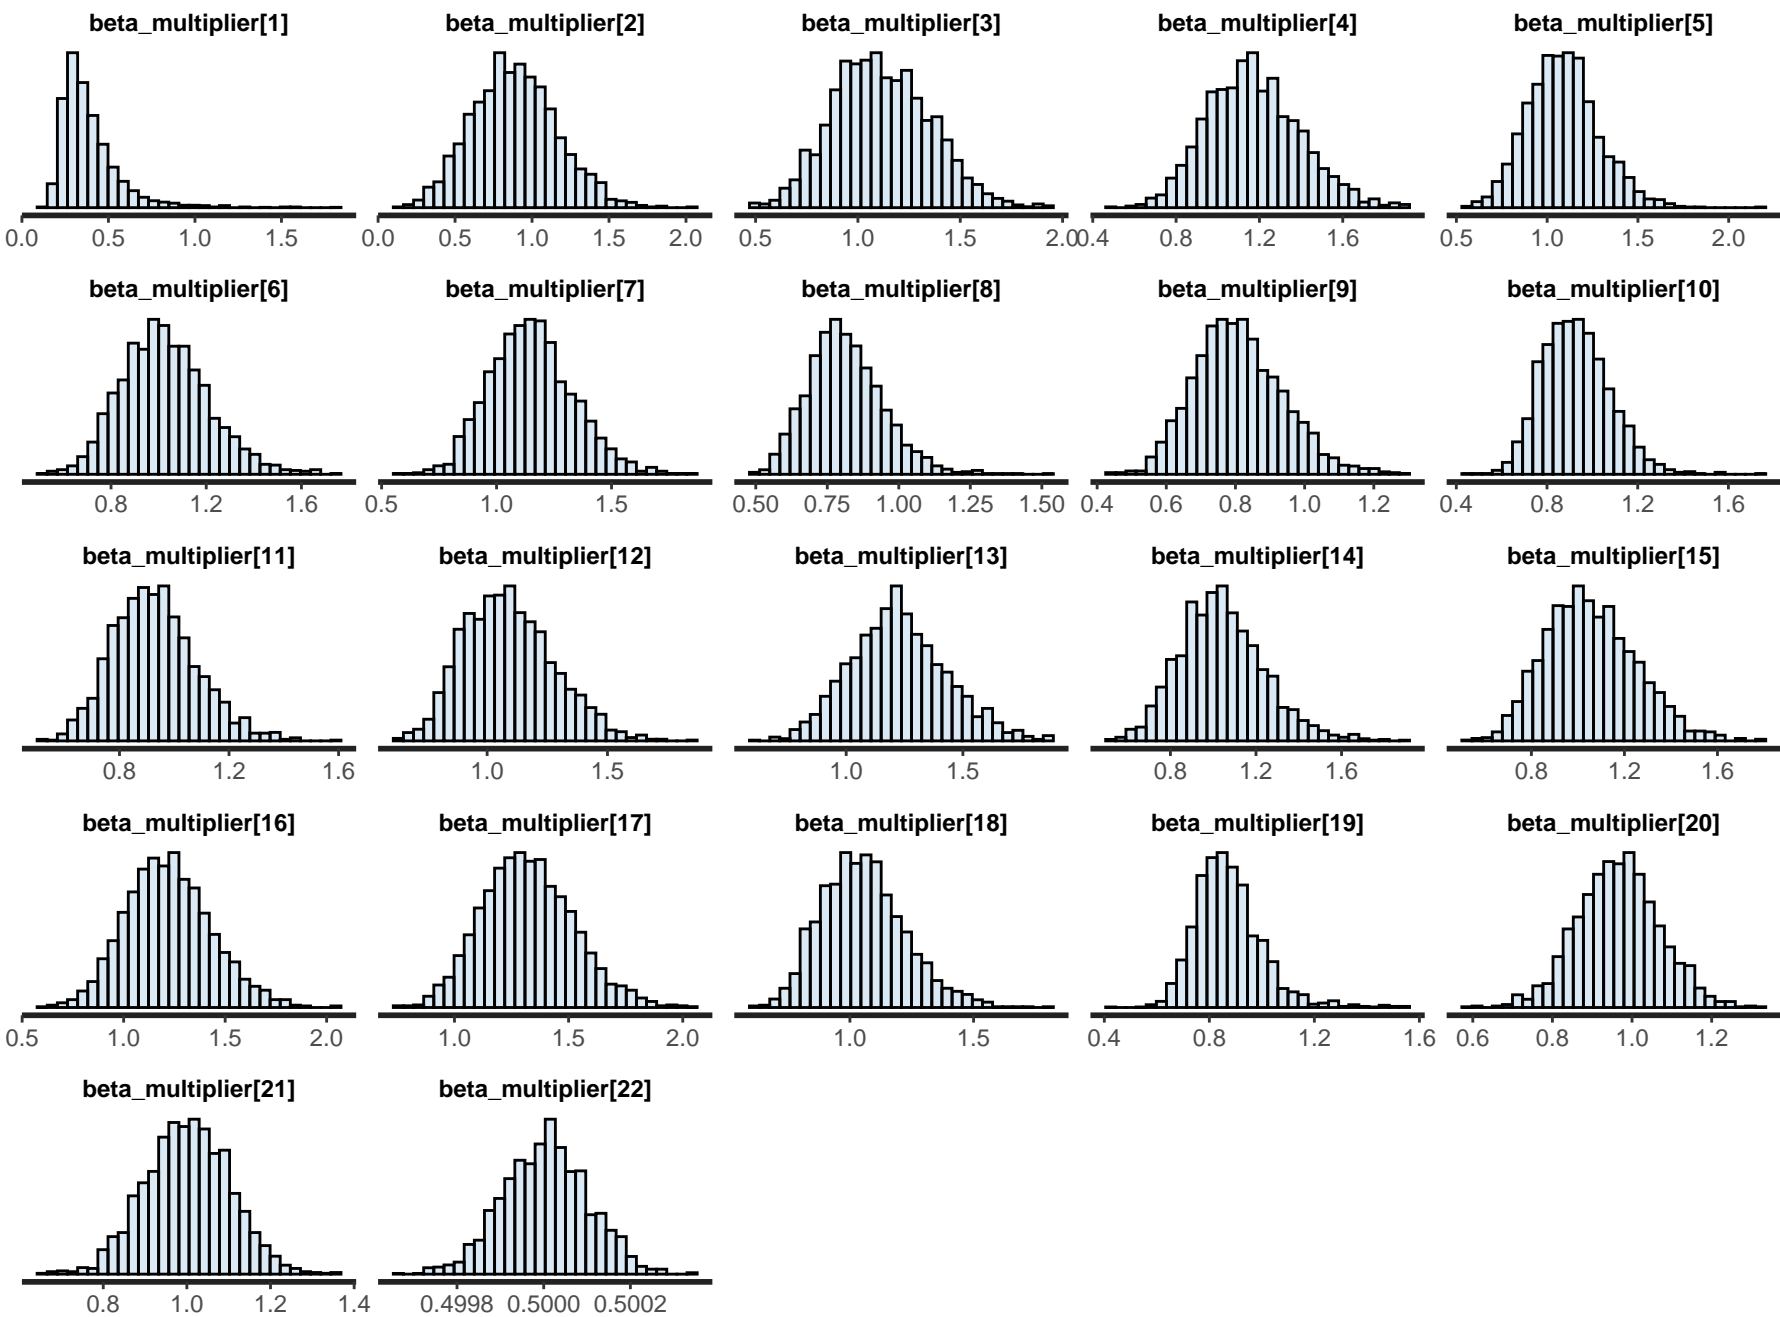 beta_multiplier[1] beta_multiplier[2] beta_multiplier[3] beta_multiplier[4] beta_multiplier[5]
0.0 0.5 1.0 1.5 0.0 0.5 1.0 1.5 2.0 0.5 1.0 1.5 2.0 0.4 0.8 1.2 1.6 0.5 1.0 1.5 2.0
beta_multiplier[6] beta_multiplier[7] beta_multiplier[8] beta_multiplier[9] beta_multiplier[10]
0.8 1.2 1.6 0.5 1.0 1.5 0.50 0.75 1.00 1.25 1.50 0.4 0.6 0.8 1.0 1.2 0.4 0.8 1.2 1.6
beta_multiplier[11] beta_multiplier[12] beta_multiplier[13] beta_multiplier[14] beta_multiplier[15]
0.8 1.2 1.6 1.0 1.5 1.0 1.5 0.8 1.2 1.6 0.8 1.2 1.6
beta_multiplier[16] beta_multiplier[17] beta_multiplier[18] beta_multiplier[19] beta_multiplier[20]
0.5 1.0 1.5 2.0 1.0 1.5 2.0 1.0 1.5 0.4 0.8 1.2 1.6 0.6 0.8 1.0 1.2
beta_multiplier[21] beta_multiplier[22]
0.8 1.0 1.2 1.4 0.4998 0.5000 0.5002